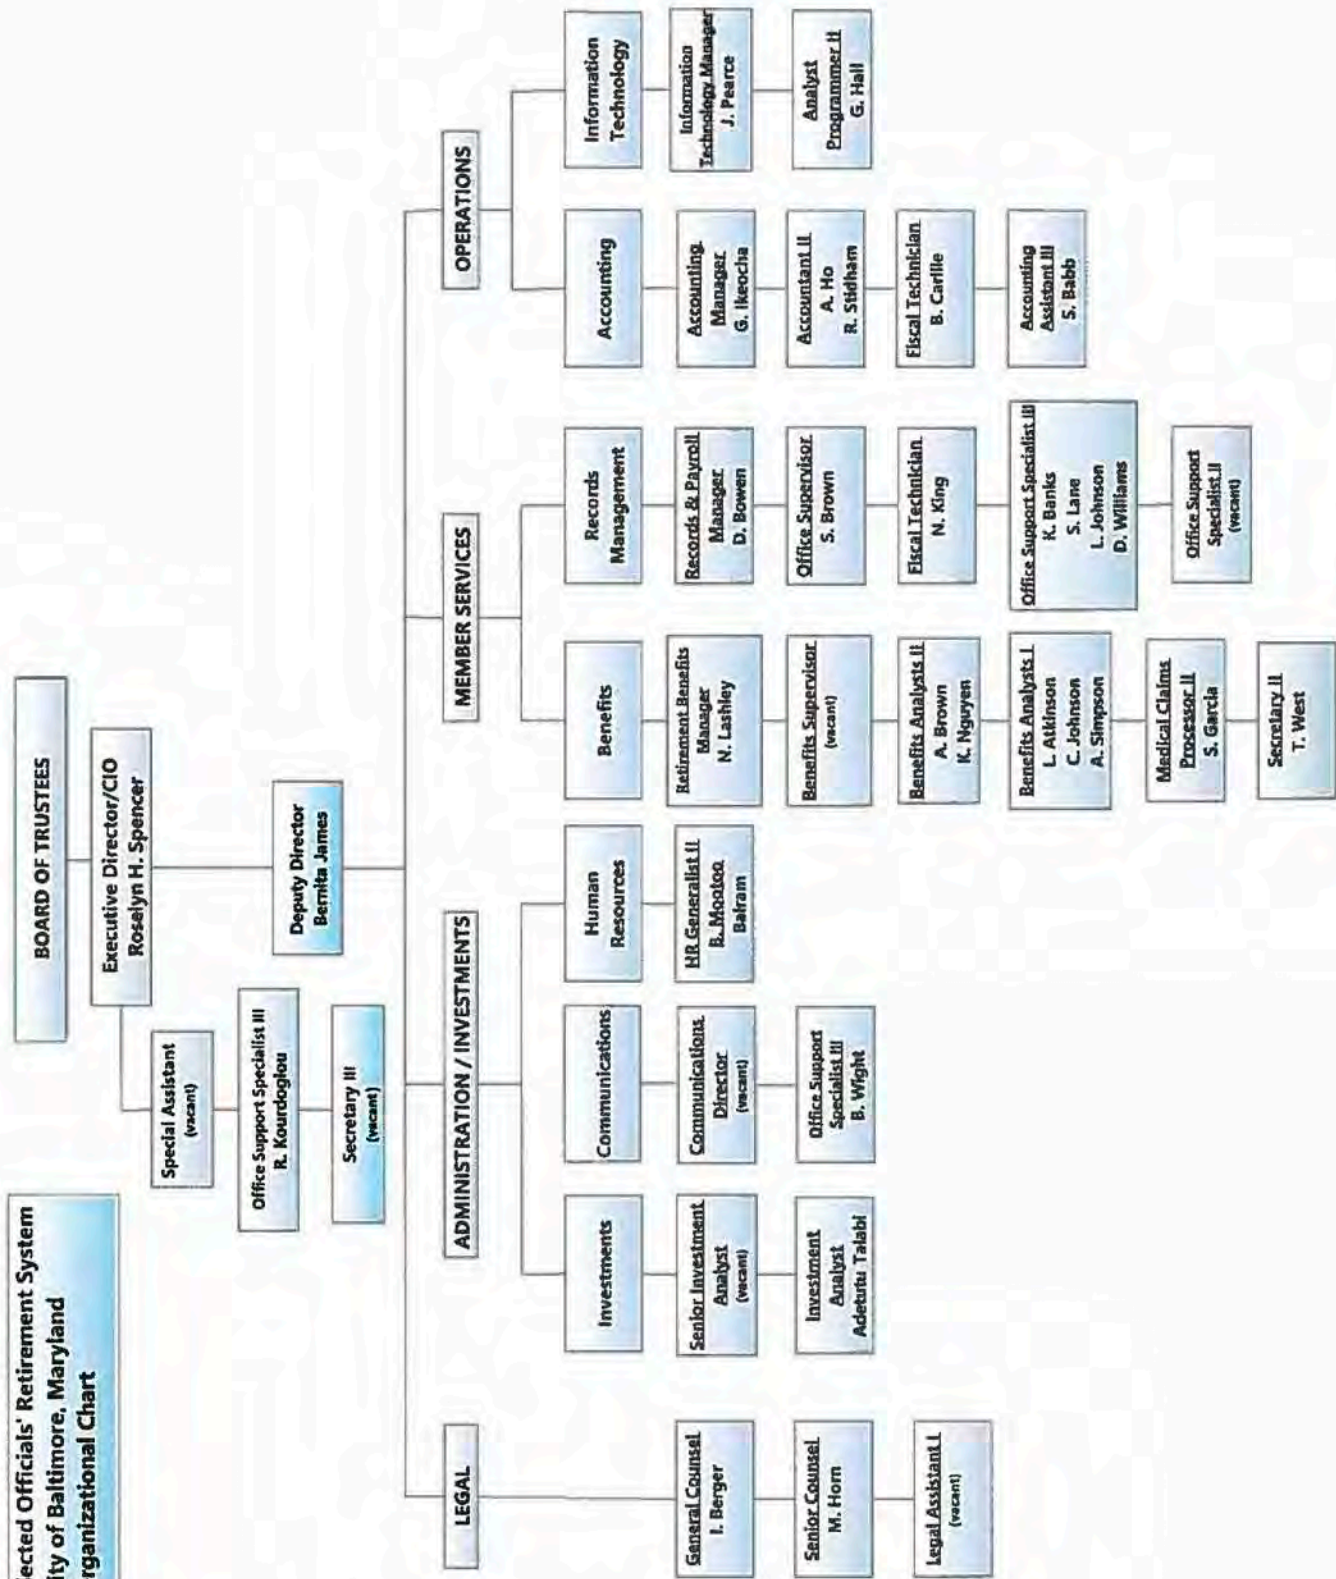 ected Officials' Retirement System
ity of Baltimore, Maryland
rganizational Chart
BOARD OF TRUSTEES
Executive Director/CIO
Roselyn H. Spencer
Special Assistant
(vacant)
Office Support Specialist III
R. Kourdoglou
Secretary III
(vacant)
Deputy Director
Bernita James
LEGAL
General Counsel
I. Berger
Senior Counsel
M. Horn
Legal Assistant I
(vacant)
ADMINISTRATION / INVESTMENTS
Investments
Senior Investment
Analyst
(vacant)
Investment
Analyst
Adetutu Talabi
Communications
Communications
Director
(vacant)
Office Support
Specialist III
B. Wight
Human
Resources
HR Generalist II
B. Mootoo
Balram
MEMBER SERVICES
Benefits
Retirement Benefits
Manager
N. Lashley
Benefits Supervisor
(vacant)
Benefits Analysts II
A. Brown
K. Nguyen
Benefits Analysts I
L. Atkinson
C. Johnson
A. Simpson
Medical Claims
Processor II
S. Garcia
Secretary II
T. West
Records
Management
Records & Payroll
Manager
D. Bowen
Office Supervisor
S. Brown
Fiscal Technician
N. King
Office Support Specialist III
K. Banks
S. Lane
L. Johnson
D. Williams
Office Support
Specialist II
(vacant)
OPERATIONS
Accounting
Accounting
Manager
G. Ikeocha
Accountant II
A. Ho
R. Stidham
Fiscal Technician
B. Carlile
Accounting
Assistant III
S. Babb
Information
Technology
Information
Technology Manager
J. Pearce
Analyst
Programmer II
G. Hall